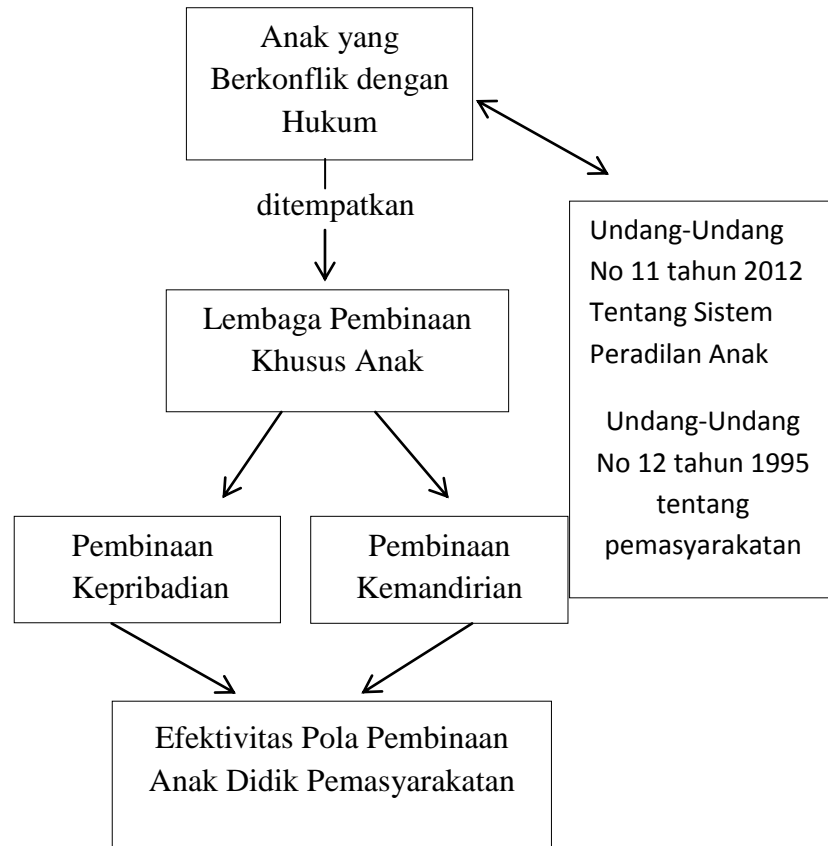 Anak yang
Berkonflik dengan
Hukum
ditempatkan
Undang-Undang
No 11 tahun 2012
Tentang Sistem
Peradilan Anak
Undang-Undang
No 12 tahun 1995
tentang
pemasyarakatan
Lembaga Pembinaan
Khusus Anak
Pembinaan
Kepribadian
Pembinaan
Kemandirian
Efektivitas Pola Pembinaan
Anak Didik Pemasyarakatan